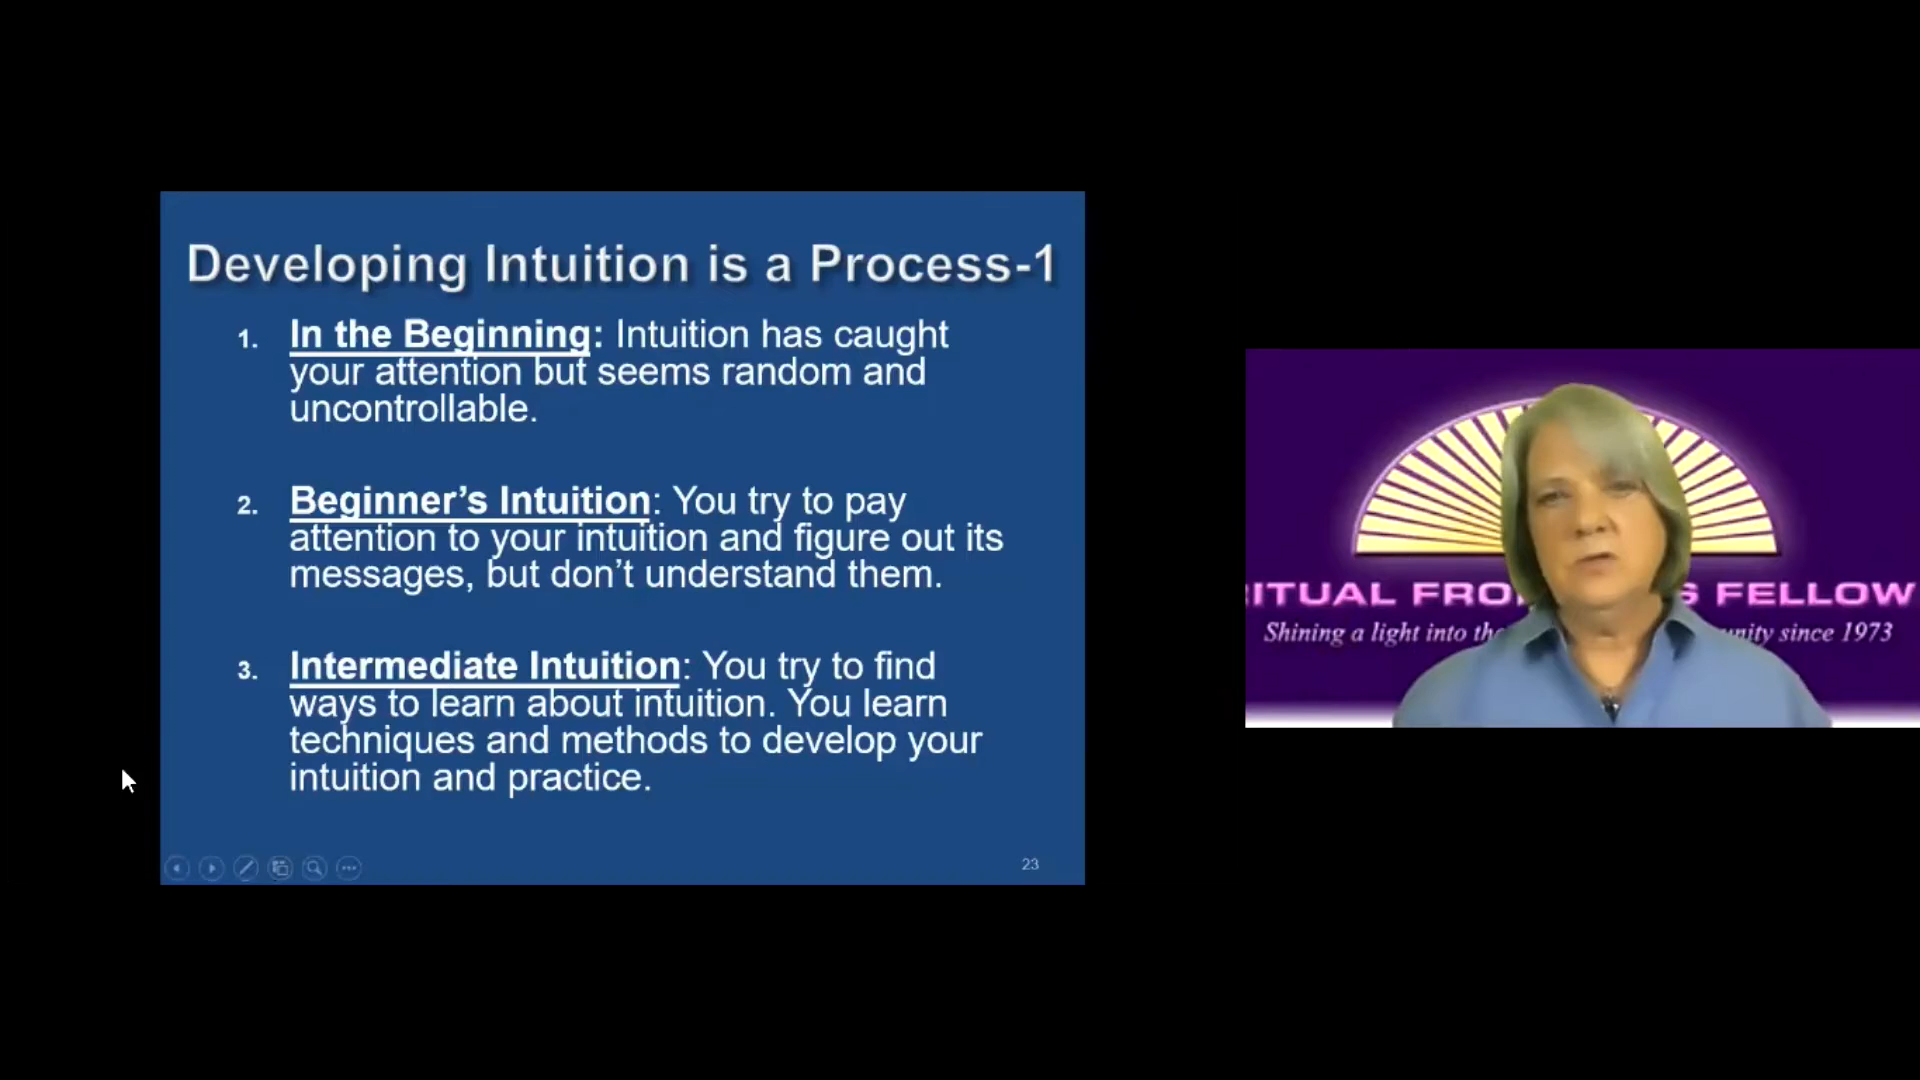 Developing Intuition is a Process-1
1. In the Beginning: Intuition has caught
your attention but seems random and
uncontrollable.
2. Beginner’s Intuition: You try to pay
attention to your intuition and figure out its
messages, but don’t understand them.
3. Intermediate Intuition: You try to find
ways to learn about intuition. You learn
techniques and methods to develop your
intuition and practice.
23
FELLOW
Shining a light into
since 1973